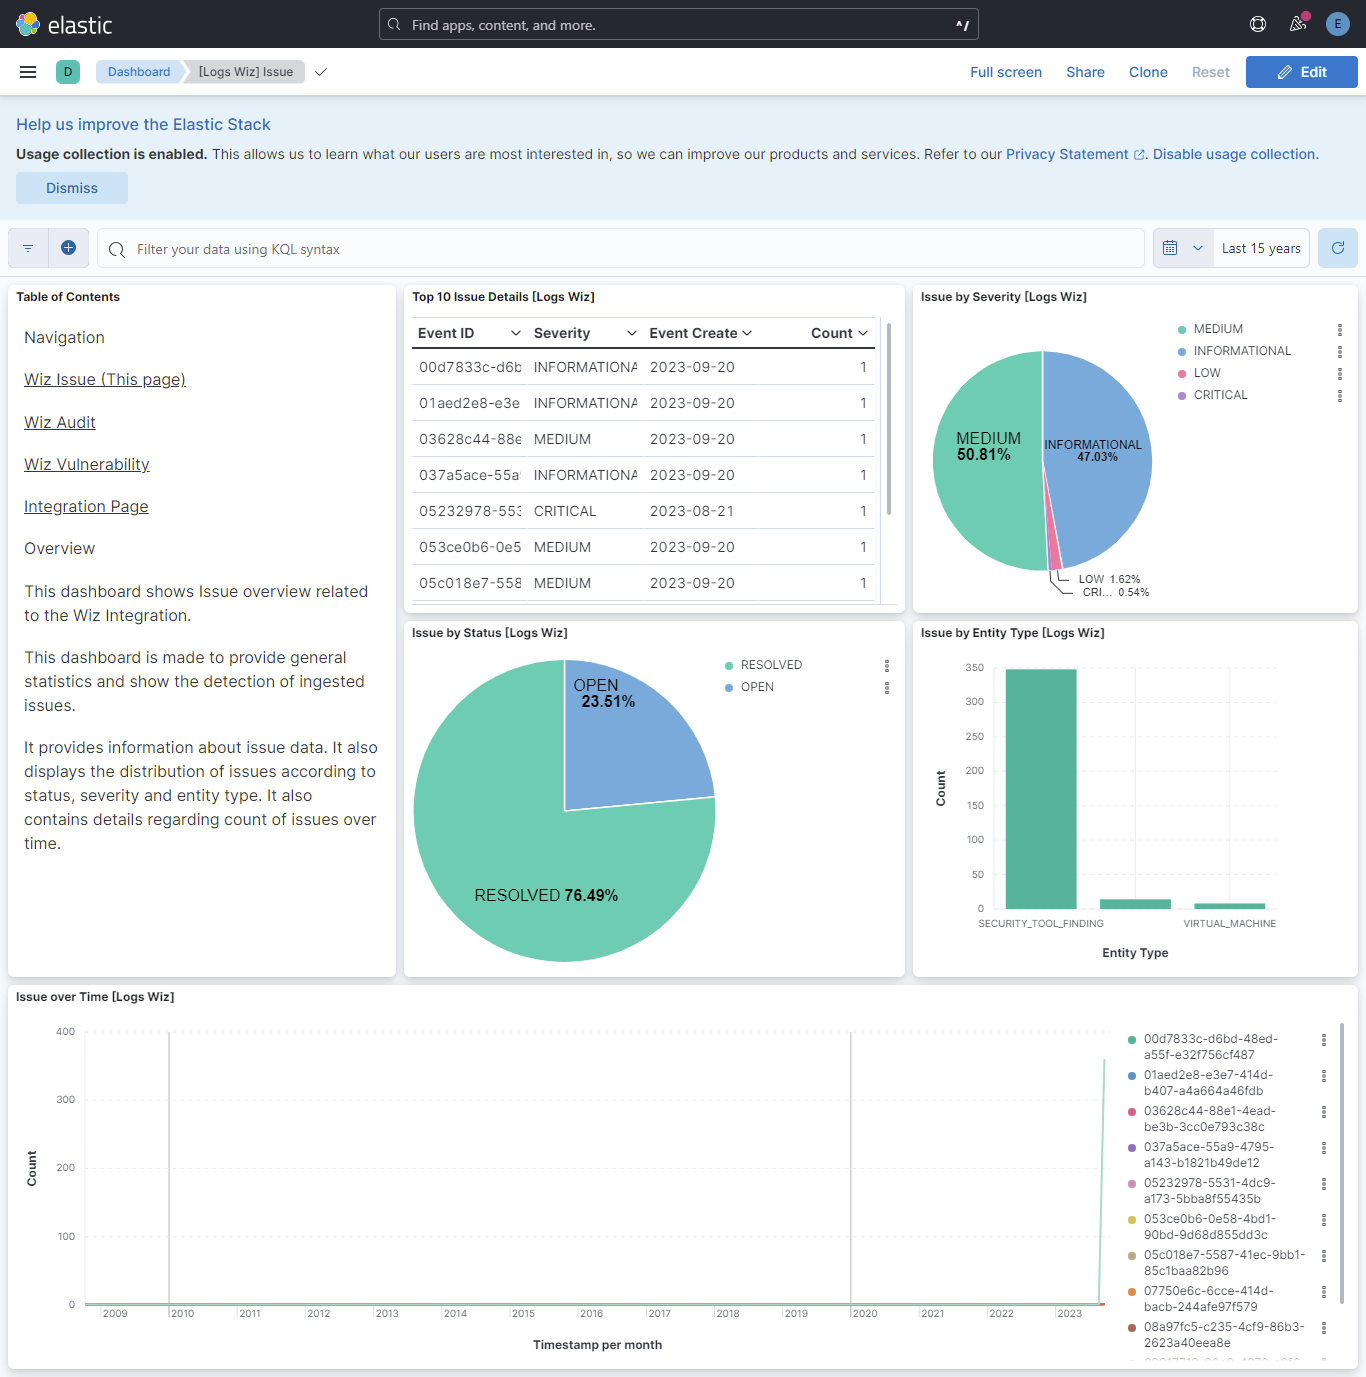 elastic
Find apps, content, and more.
^/
E
D
Dashboard
[Logs Wiz] Issue
Full screen
Share
Clone
Reset
Edit
Help us improve the Elastic Stack
Usage collection is enabled. This allows us to learn what our users are most interested in, so we can improve our products and services. Refer to our Privacy Statement. Disable usage collection.
Dismiss
Filter your data using KQL syntax
Last 15 years
Table of Contents
Navigation
Wiz Issue (This page)
Wiz Audit
Wiz Vulnerability
Integration Page
Overview
This dashboard shows Issue overview related
to the Wiz Integration.
This dashboard is made to provide general
statistics and show the detection of ingested
issues.
It provides information about issue data. It also
displays the distribution of issues according to
status, severity and entity type. It also
contains details regarding count of issues over
time.
Top 10 Issue Details [Logs Wiz]
Event ID Severity Event Create Count
00d7833c-d6b INFORMATIONA 2023-09-20 1
01aed2e8-e3e INFORMATIONA 2023-09-20 1
03628c44-88e MEDIUM 2023-09-20 1
037a5ace-55a INFORMATIONA 2023-09-20 1
05232978-553 CRITICAL 2023-08-21 1
053ce0b6-0e5 MEDIUM 2023-09-20 1
05c018e7-558 MEDIUM 2023-09-20 1
Issue by Severity [Logs Wiz]
MEDIUM
50.81%
INFORMATIONAL
47.03%
LOW 1.62%
CRI... 0.54%
MEDIUM
INFORMATIONAL
LOW
CRITICAL
Issue by Status [Logs Wiz]
OPEN
23.51%
RESOLVED 76.49%
RESOLVED
OPEN
Issue by Entity Type [Logs Wiz]
Count
350
300
250
200
150
100
50
0
SECURITY_TOOL_FINDING
VIRTUAL_MACHINE
Entity Type
Issue over Time [Logs Wiz]
Count
400
300
200
100
0
2009 2010 2011 2012 2013 2014 2015 2016 2017 2018 2019 2020 2021 2022 2023
Timestamp per month
00d7833c-d6bd-48ed-
a55f-e32f756cf487
01aed2e8-e3e7-414d-
b407-a4a664a46fdb
03628c44-88e1-4ead-
be3b-3cc0e793c38c
037a5ace-55a9-4795-
a143-b1821b49de12
05232978-5531-4dc9-
a173-5bba8f55435b
053ce0b6-0e58-4bd1-
90bd-9d68d855dd3c
05c018e7-5587-41ec-9bb1-
85c1baa82b96
07750e6c-6cce-414d-
bacb-244afe97f579
08a97fc5-c235-4cf9-86b3-
2623a40eea8e